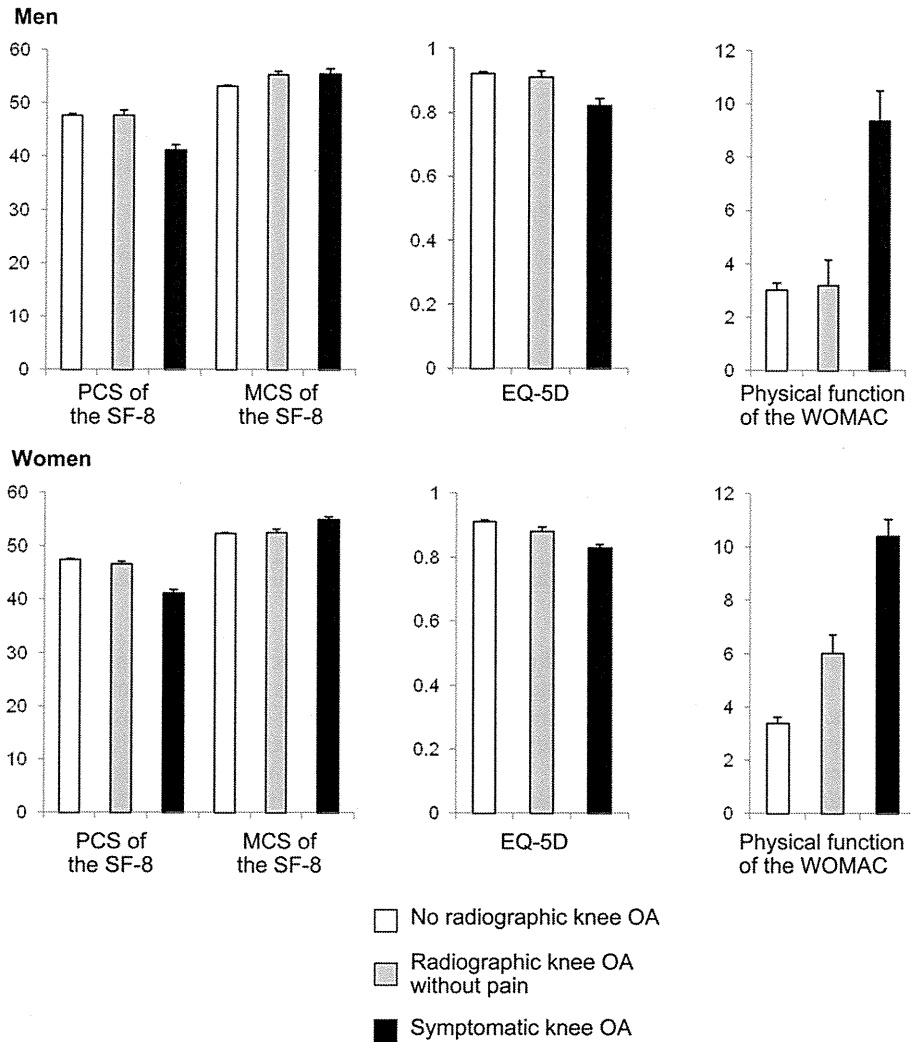 Men
60
50
40
30
20
10
0
PCS of
the SF-8
MCS of
the SF-8
1
0.8
0.6
0.4
0.2
0
EQ-5D
12
10
8
6
4
2
0
Physical function
of the WOMAC
Women
60
50
40
30
20
10
0
PCS of
the SF-8
MCS of
the SF-8
1
0.8
0.6
0.4
0.2
0
EQ-5D
12
10
8
6
4
2
0
Physical function
of the WOMAC
No radiographic knee OA
Radiographic knee OA
without pain
Symptomatic knee OA